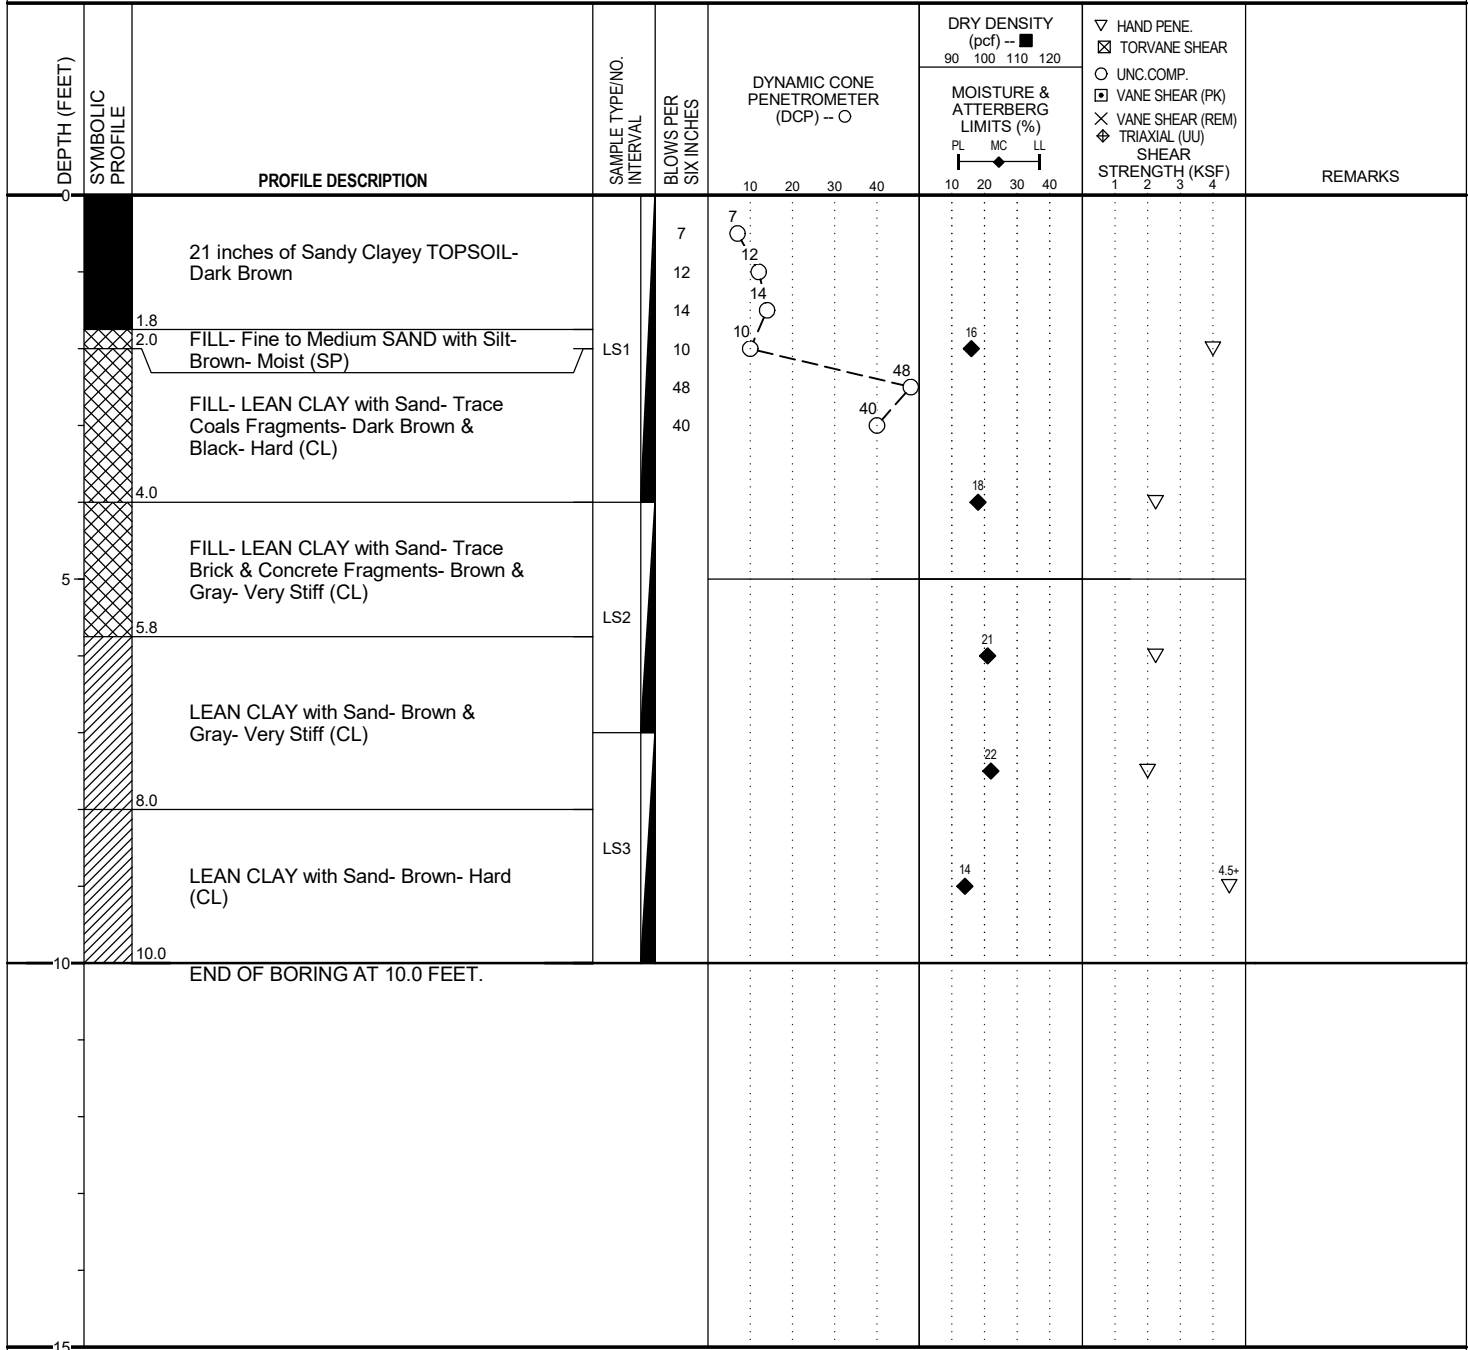 DEPTH (FEET)
SYMBOLIC
PROFILE
PROFILE DESCRIPTION
SAMPLE TYPE/NO.
INTERVAL
BLOWS PER
SIX INCHES
DYNAMIC CONE
PENETROMETER
(DCP) -- ○
10 20 30 40
DRY DENSITY
(pcf) -- ■
90 100 110 120
MOISTURE &
ATTERBERG
LIMITS (%)
PL MC LL
10 20 30 40
▽ HAND PENE.
⊠ TORVANE SHEAR
○ UNC.COMP.
⊡ VANE SHEAR (PK)
✕ VANE SHEAR (REM)
TRIAXIAL (UU)
SHEAR
STRENGTH (KSF)
1 2 3 4
REMARKS
0
21 inches of Sandy Clayey TOPSOIL-
Dark Brown
1.8
2.0
FILL- Fine to Medium SAND with Silt-
Brown- Moist (SP)
FILL- LEAN CLAY with Sand- Trace
Coals Fragments- Dark Brown &
Black- Hard (CL)
4.0
LS1
7
12
14
10
48
40
7
12
14
10
48
40
16
18
FILL- LEAN CLAY with Sand- Trace
Brick & Concrete Fragments- Brown &
Gray- Very Stiff (CL)
5
5.8
LS2
21
LEAN CLAY with Sand- Brown &
Gray- Very Stiff (CL)
22
8.0
LEAN CLAY with Sand- Brown- Hard
(CL)
LS3
14
4.5+
10.0
10
END OF BORING AT 10.0 FEET.
15